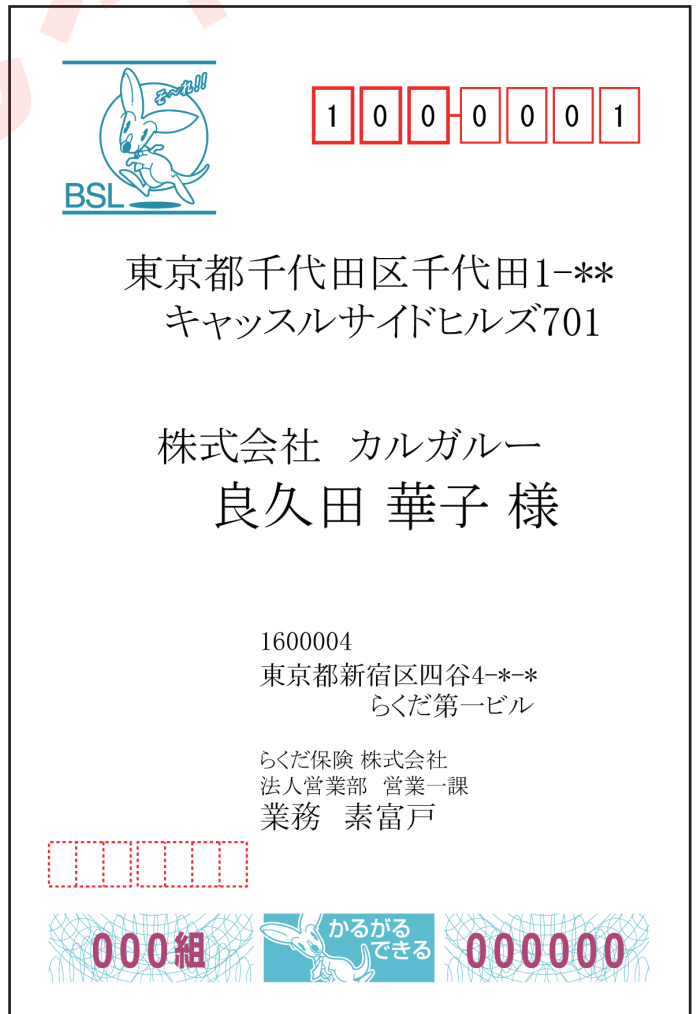 そ〜れ!!
BSL
100-0001
東京都千代田区千代田1-**
キャッスルサイドヒルズ701
株式会社 カルガルー
良久田 華子 様
1600004
東京都新宿区四谷4-*-*
らくだ第一ビル
らくだ保険 株式会社
法人営業部 営業一課
業務 素富戸
000組
かるがる
できる
000000